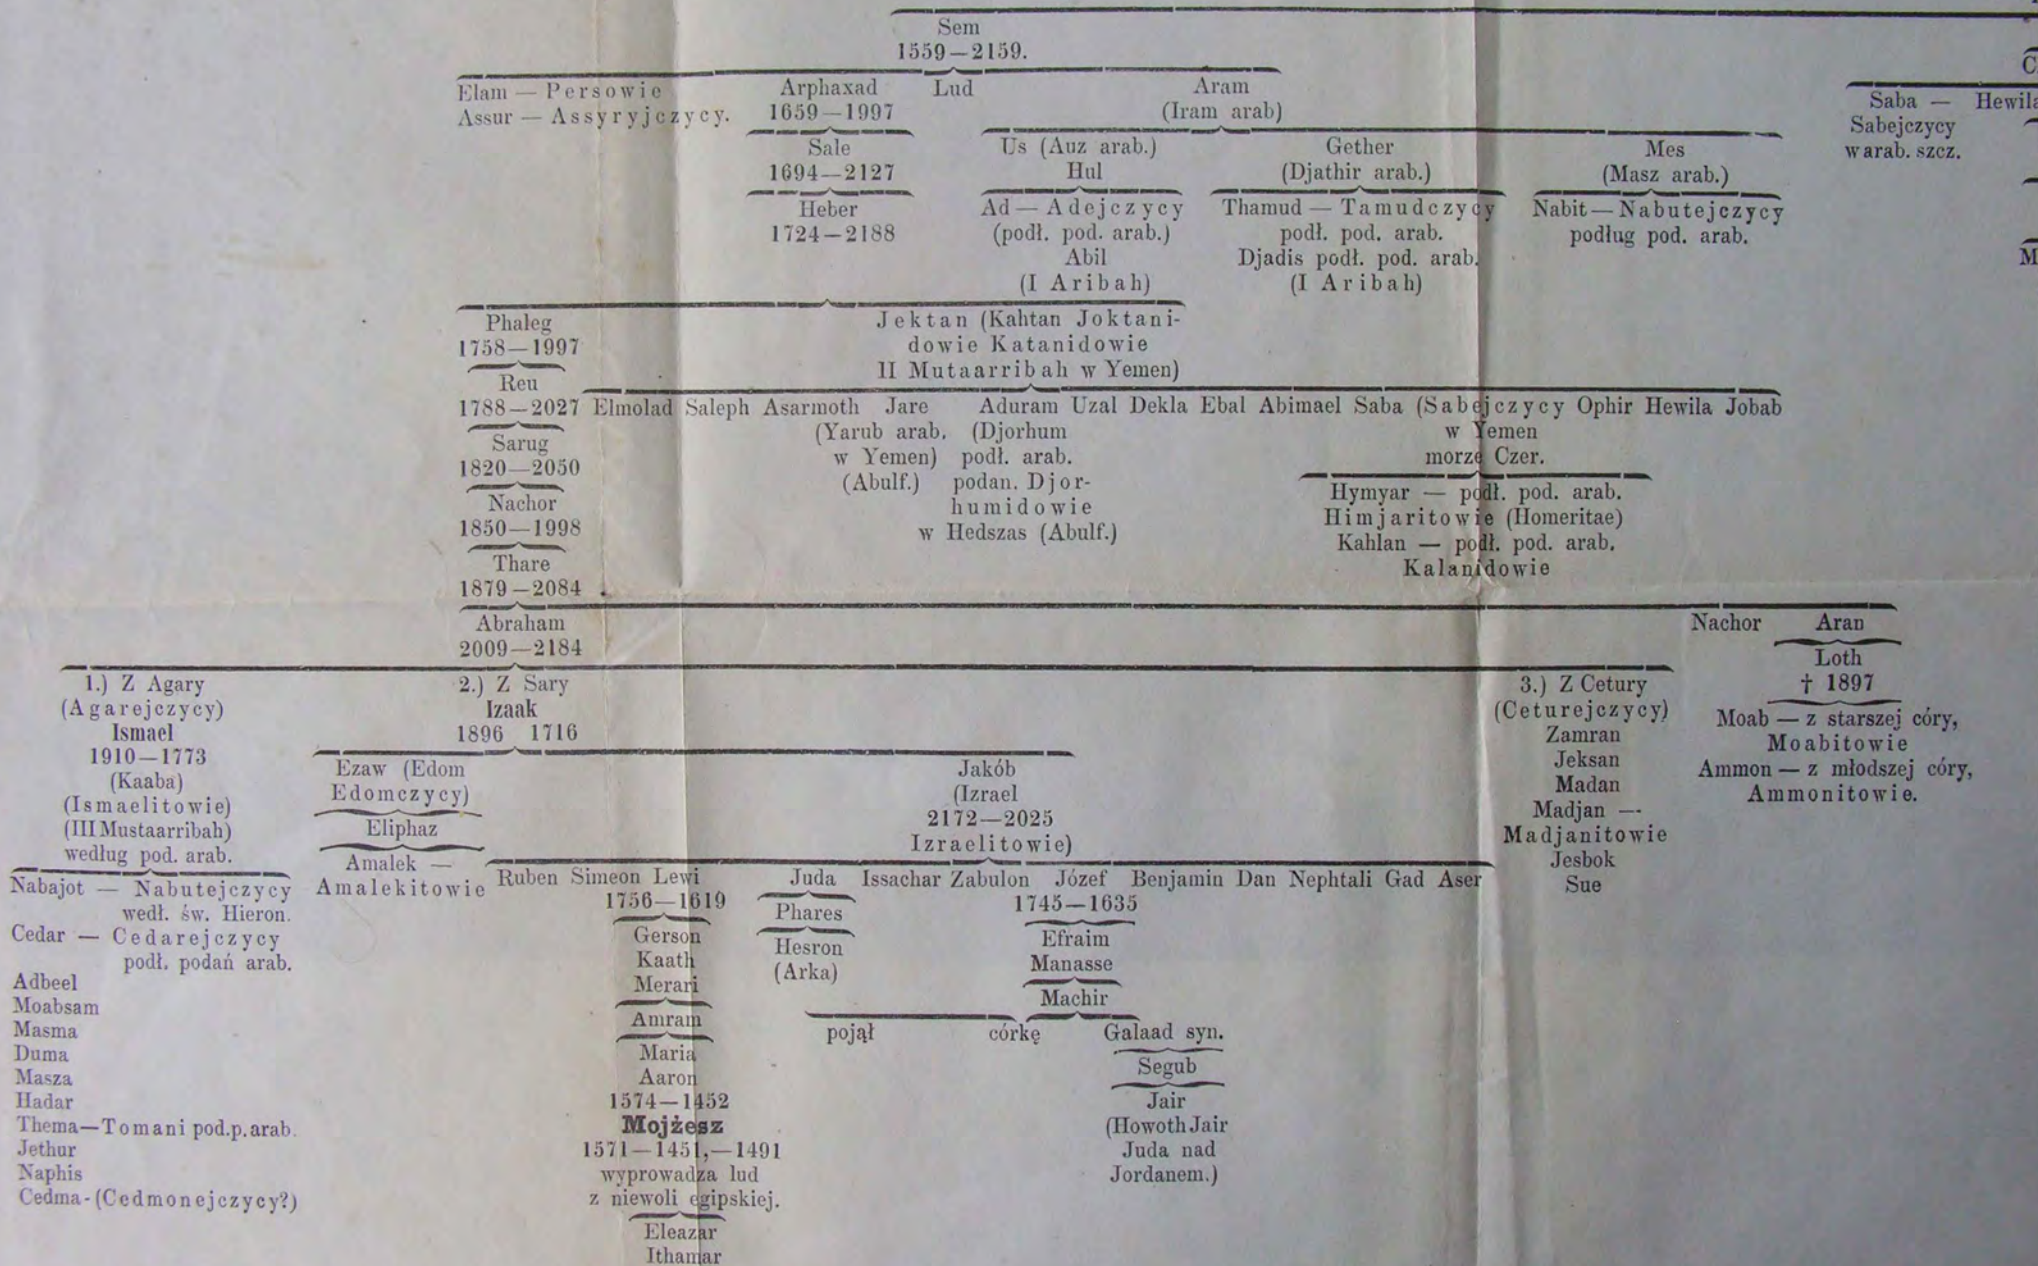 Sem
1559—2159.
Elam — Persowie
Assur — Assyryjczycy.
Arphaxad
1659—1997
Lud
Aram
(Iram arab)
Saba — Hewila
Sabejczycy
w arab. szcz.
C
M
Sale
1694—2127
Heber
1724—2188
Us (Auz arab.)
Hul
Ad — Adejczycy
(podł. pod. arab.)
Abil
(I Aribah)
Gether
(Djathir arab.)
Thamud — Tamudczycy
podł. pod. arab.
Djadis podł. pod. arab.
(I Aribah)
Mes
(Masz arab.)
Nabit — Nabutejczycy
podług pod. arab.
Phaleg
1758—1997
Reu
1788—2027
Sarug
1820—2050
Nachor
1850—1998
Thare
1879—2084
Jektan (Kahtan Joktani-
dowie Katanidowie
II Mutaarribah w Yemen)
Elmolad Saleph Asarmoth Jare Aduram Uzal Dekla Ebal Abimael Saba (Sabejczycy Ophir Hewila Jobab
(Yarub arab.
w Yemen)
(Abulf.)
(Djorhum
podł. arab.
podan. Djor-
humidowie
w Hedszas (Abulf.)
w Yemen
morze Czer.
Hymyar — podł. pod. arab.
Himjaritowie (Homeritae)
Kahlan — podł. pod. arab.
Kalanidowie
Abraham
2009—2184
Nachor Aran
Loth
† 1897
Moab — z starszej córy,
Moabitowie
Ammon — z młodszej córy,
Ammonitowie.
1.) Z Agary
(Agarejczycy)
Ismael
1910—1773
(Kaaba)
(Ismaelitowie)
(III Mustaarribah)
według pod. arab.
Nabajot — Nabutejczycy
wedł. św. Hieron.
Cedar — Cedarejczycy
podł. podań arab.
Adbeel
Moabsam
Masma
Duma
Masza
Hadar
Thema—Tomani pod.p.arab.
Jethur
Naphis
Cedma-(Cedmonejczycy?)
2.) Z Sary
Izaak
1896 1716
Ezaw (Edom
Edomczycy)
Eliphaz
Amalek —
Amalekitowie
Jakób
(Izrael
2172—2025
Izraelitowie)
3.) Z Cetury
(Ceturejczycy)
Zamran
Jeksan
Madan
Madjan —
Madjanitowie
Jesbok
Sue
Ruben Simeon Lewi Juda Issachar Zabulon Józef Benjamin Dan Nephtali Gad Aser
1756—1619
Gerson
Kaath
Merari
Amram
Maria
Aaron
1574—1452
Mojżesz
1571—1451,—1491
wyprowadza lud
z niewoli egipskiej.
Eleazar
Ithamar
Phares
Hesron
(Arka)
1745—1635
Efraim
Manasse
Machir
pojął córkę Galaad syn.
Segub
Jair
(Howoth Jair
Juda nad
Jordanem.)